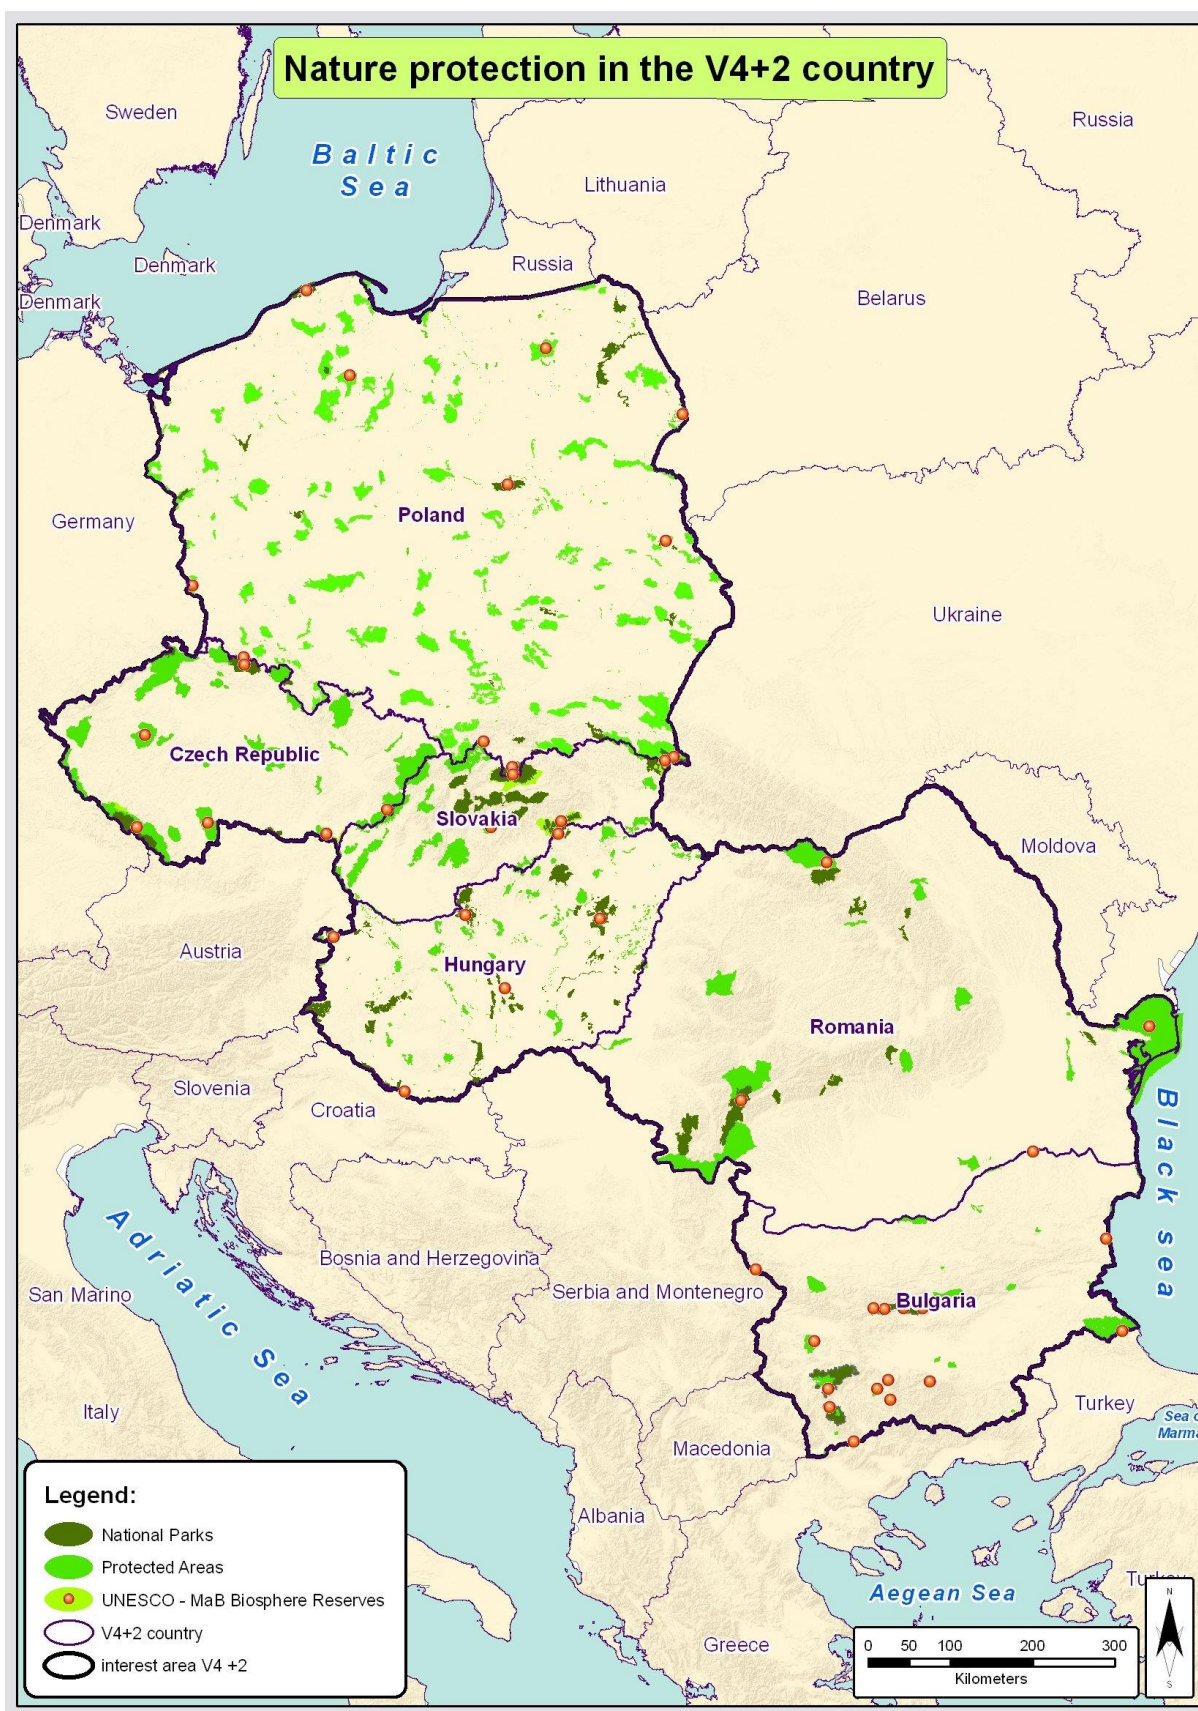 Nature protection in the V4+2 country
Sweden
Russia
Baltic
Sea
Lithuania
Denmark
Denmark
Russia
Denmark
Belarus
Germany
Poland
Ukraine
Czech Republic
Slovakia
Moldova
Austria
Hungary
Romania
Slovenia
Croatia
Black sea
Adriatic Sea
Bosnia and Herzegovina
San Marino
Serbia and Montenegro
Bulgaria
Italy
Turkey
Sea o
Marma
Macedonia
Albania
Aegean Sea
Greece
Legend:
National Parks
Protected Areas
UNESCO - MaB Biosphere Reserves
V4+2 country
interest area V4 +2
0 50 100 200 300
Kilometers
N
S